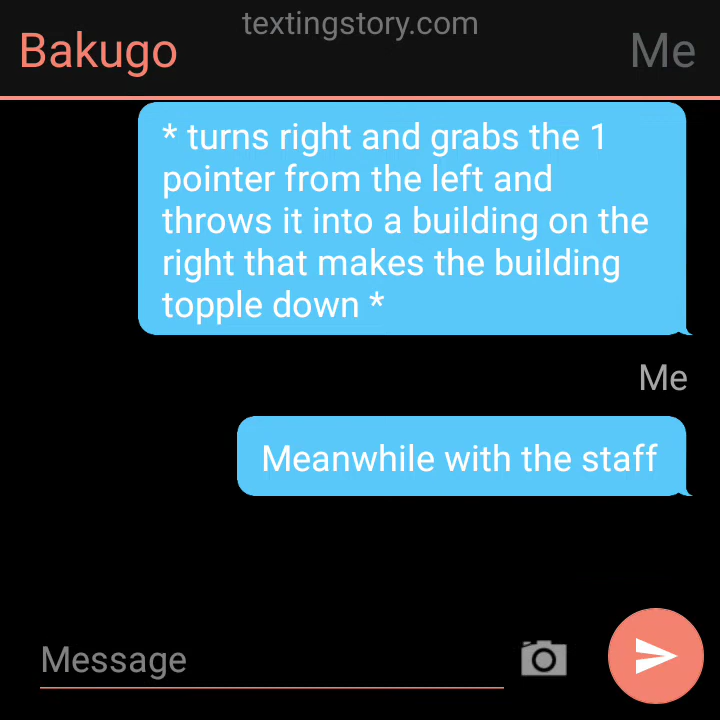 textingstory.com
Bakugo
Me
* turns right and grabs the 1
pointer from the left and
throws it into a building on the
right that makes the building
topple down *
Me
Meanwhile with the staff
Message